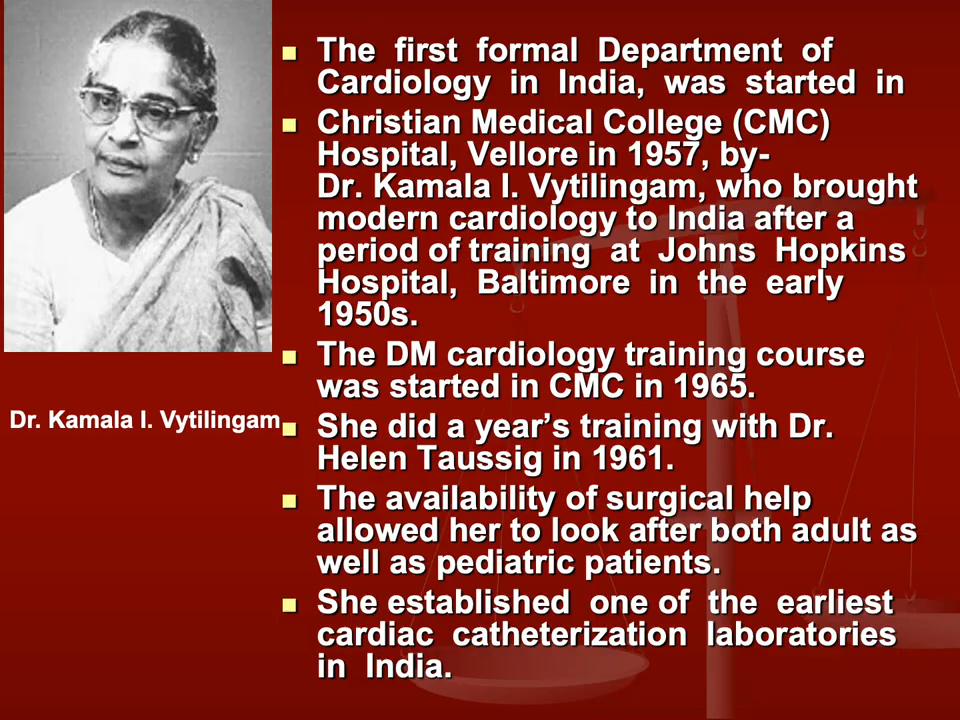 The first formal Department of
Cardiology in India, was started in
Christian Medical College (CMC)
Hospital, Vellore in 1957, by-
Dr. Kamala I. Vytilingam, who brought
modern cardiology to India after a
period of training at Johns Hopkins
Hospital, Baltimore in the early
1950s.
The DM cardiology training course
was started in CMC in 1965.
She did a year’s training with Dr.
Helen Taussig in 1961.
The availability of surgical help
allowed her to look after both adult as
well as pediatric patients.
She established one of the earliest
cardiac catheterization laboratories
in India.
Dr. Kamala I. Vytilingam